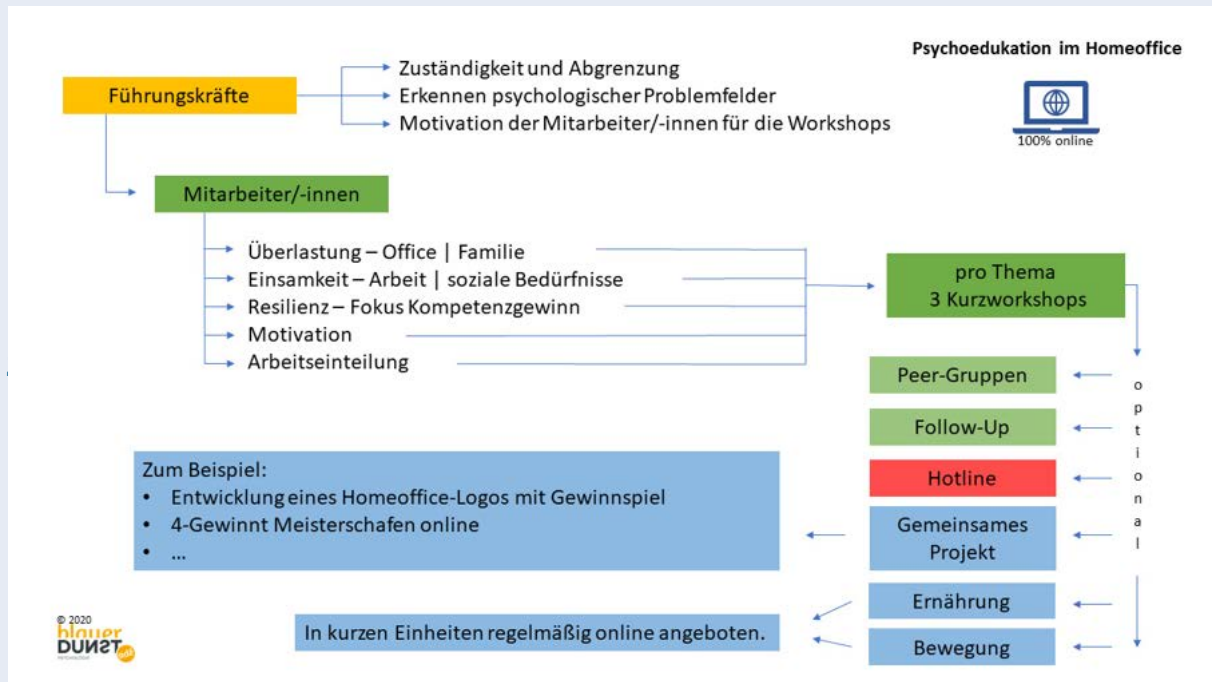 Psychoedukation im Homeoffice
100% online
Führungskräfte
Zuständigkeit und Abgrenzung
Erkennen psychologischer Problemfelder
Motivation der Mitarbeiter/-innen für die Workshops
Mitarbeiter/-innen
Überlastung – Office | Familie
Einsamkeit – Arbeit | soziale Bedürfnisse
Resilienz – Fokus Kompetenzgewinn
Motivation
Arbeitseinteilung
pro Thema
3 Kurzworkshops
optional
Peer-Gruppen
Follow-Up
Hotline
Gemeinsames
Projekt
Ernährung
Bewegung
Zum Beispiel:
• Entwicklung eines Homeoffice-Logos mit Gewinnspiel
• 4-Gewinnt Meisterschafen online
• ...
In kurzen Einheiten regelmäßig online angeboten.
© 2020
blauer
DUNST